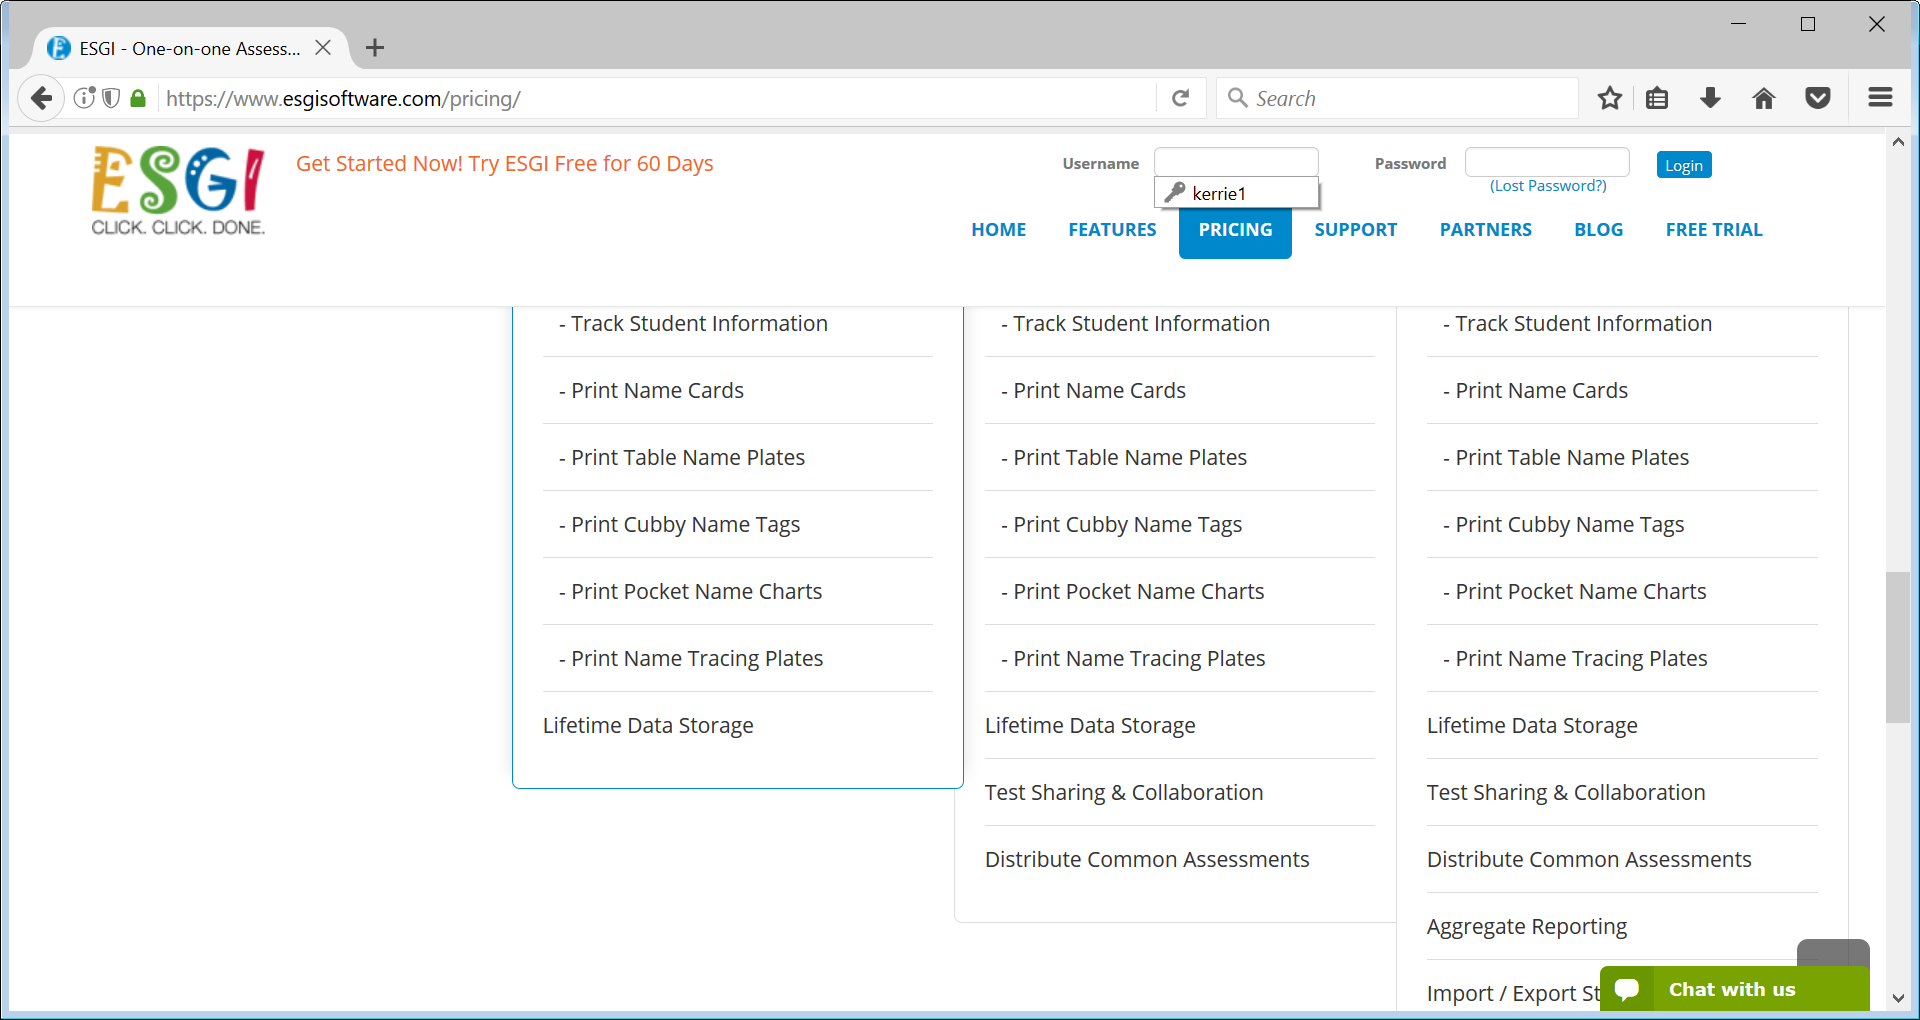 ESGI - One-on-one Assess...
https://www.esgisoftware.com/pricing/
Search
ESGI
CLICK. CLICK. DONE.
Get Started Now! Try ESGI Free for 60 Days
Username
Password
Login
(Lost Password?)
kerrie1
HOME
FEATURES
PRICING
SUPPORT
PARTNERS
BLOG
FREE TRIAL
- Track Student Information
- Print Name Cards
- Print Table Name Plates
- Print Cubby Name Tags
- Print Pocket Name Charts
- Print Name Tracing Plates
Lifetime Data Storage
- Track Student Information
- Print Name Cards
- Print Table Name Plates
- Print Cubby Name Tags
- Print Pocket Name Charts
- Print Name Tracing Plates
Lifetime Data Storage
Test Sharing & Collaboration
Distribute Common Assessments
- Track Student Information
- Print Name Cards
- Print Table Name Plates
- Print Cubby Name Tags
- Print Pocket Name Charts
- Print Name Tracing Plates
Lifetime Data Storage
Test Sharing & Collaboration
Distribute Common Assessments
Aggregate Reporting
Import / Export St
Chat with us